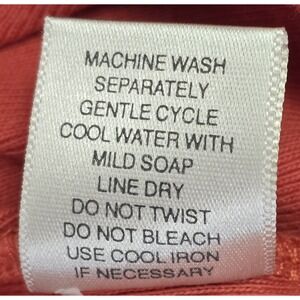 MACHINE WASH
SEPARATELY
GENTLE CYCLE
COOL WATER WITH
MILD SOAP
LINE DRY
DO NOT TWIST
DO NOT BLEACH
USE COOL IRON
IF NECESSARY